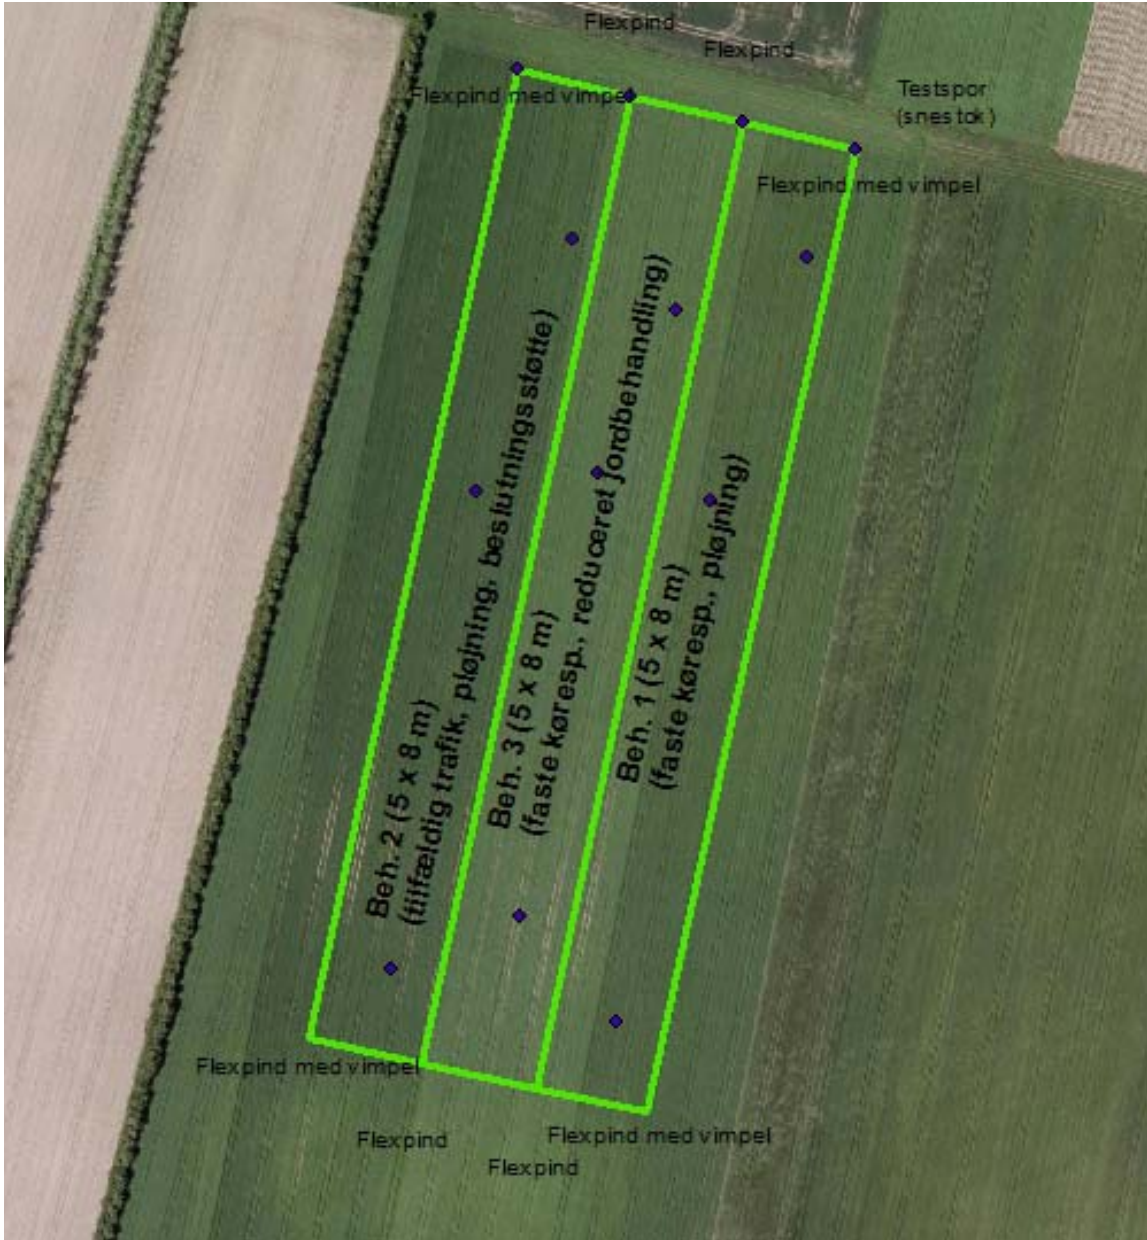 Flexpind
Flexpind
Flexpind med vimpel
Testspor
(snestok)
Flexpind med vimpel
Beh. 2 (5 x 8 m)
(tilfældig trafik, pløjning, beslutningsstøtte)
Beh. 3 (5 x 8 m)
(faste køresp., reduceret jordbehandling)
Beh. 1 (5 x 8 m)
(faste køresp., pløjning)
Flexpind med vimpel
Flexpind
Flexpind med vimpel
Flexpind